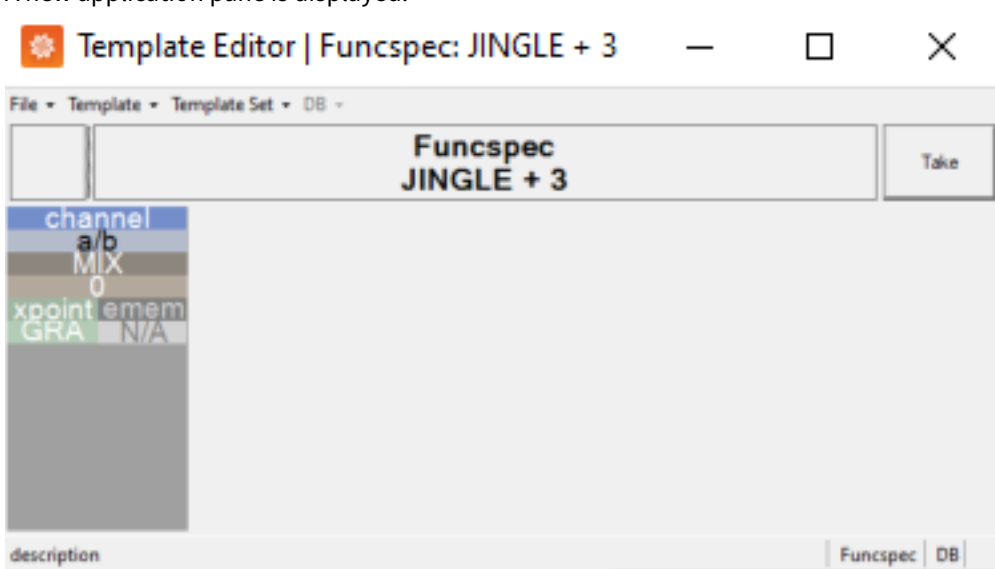 Template Editor | Funcspec: JINGLE + 3
File Template Template Set DB
Funcspec
JINGLE + 3
Take
channel
a/b
MIX
0
xpoint emem
GRA N/A
description
Funcspec DB